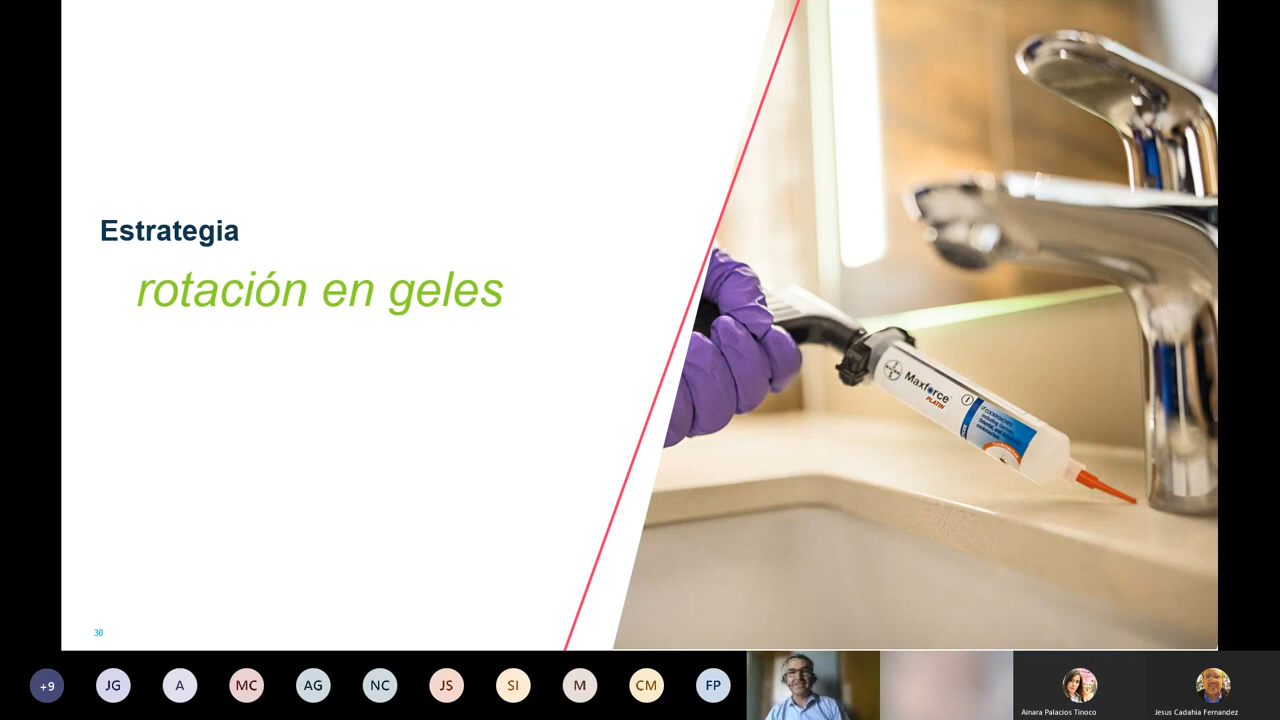 Estrategia
rotación en geles
BAYER
Maxforce
PLATIN
30
+9
JG
A
MC
AG
NC
JS
SI
M
CM
FP
Ainara Palacios Tinoco
Jesus Cadahia Fernandez